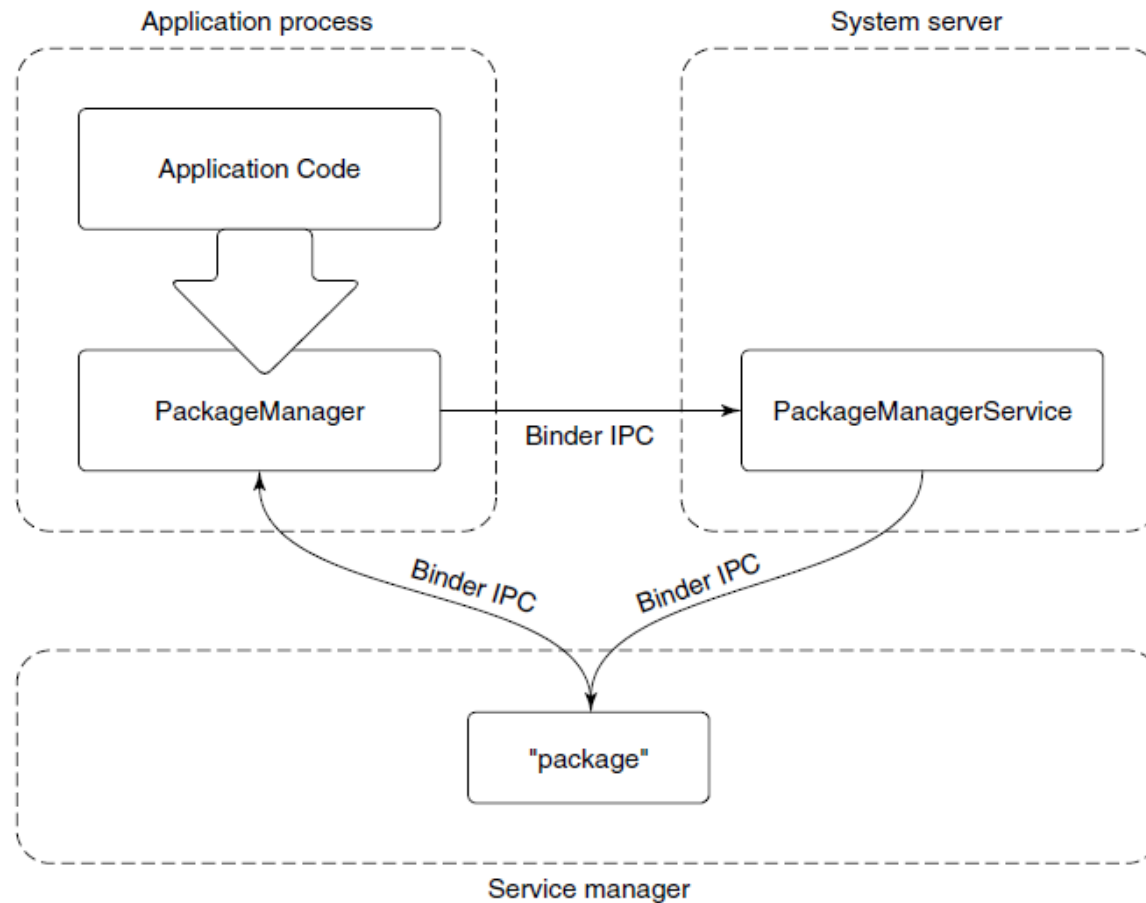 Application process
System server
Application Code
PackageManager
PackageManagerService
Binder IPC
Binder IPC
Binder IPC
"package"
Service manager